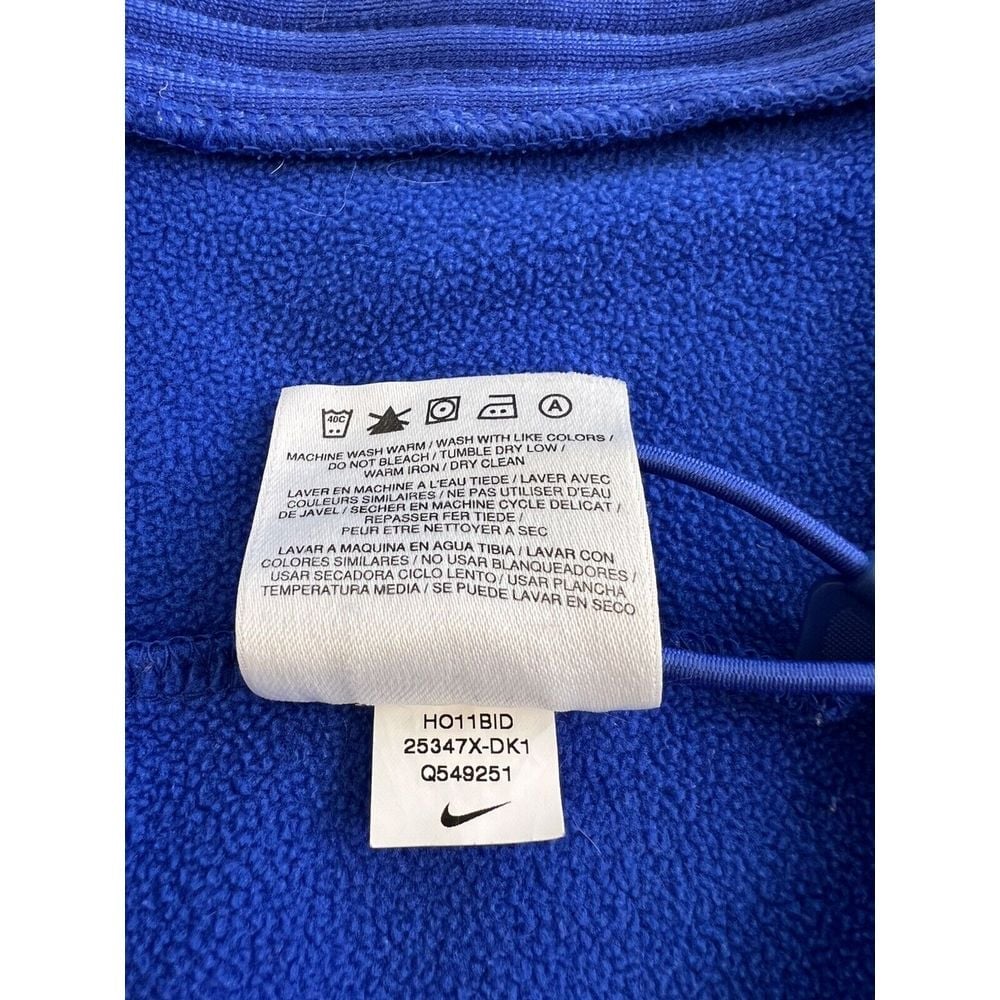 40C
A
MACHINE WASH WARM / WASH WITH LIKE COLORS /
DO NOT BLEACH / TUMBLE DRY LOW /
WARM IRON / DRY CLEAN
LAVER EN MACHINE A L'EAU TIEDE / LAVER AVEC
COULEURS SIMILAIRES / NE PAS UTILISER D'EAU
DE JAVEL / SECHER EN MACHINE CYCLE DELICAT /
REPASSER FER TIEDE /
PEUR ETRE NETTOYER A SEC
LAVAR A MAQUINA EN AGUA TIBIA / LAVAR CON
COLORES SIMILARES / NO USAR BLANQUEADORES /
USAR SECADORA CICLO LENTO / USAR PLANCHA
TEMPERATURA MEDIA / SE PUEDE LAVAR EN SECO
HO11BID
25347X-DK1
Q549251